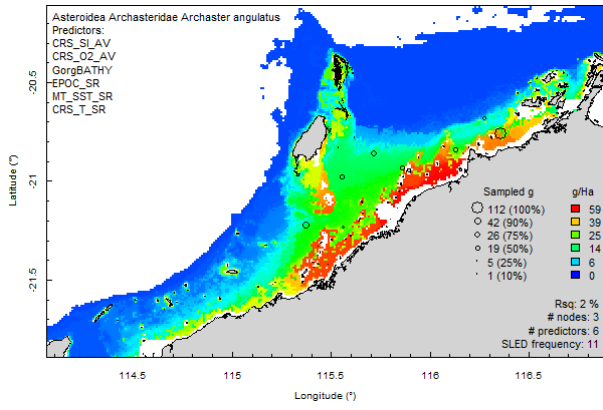 Asteroidea Archasteridae Archaster angulatus
Predictors:
CRS_SI_AV
CRS_O2_AV
GorgBATHY
EPOC_SR
MT_SST_SR
CRS_T_SR
-20.5
-21
-21.5
Latitude (°)
Sampled g
112 (100%)
42 (90%)
26 (75%)
19 (50%)
5 (25%)
1 (10%)
g/Ha
59
39
25
14
6
0
Rsq: 2 %
# nodes: 3
# predictors: 6
SLED frequency: 11
114.5 115 115.5 116 116.5
Longitude (°)